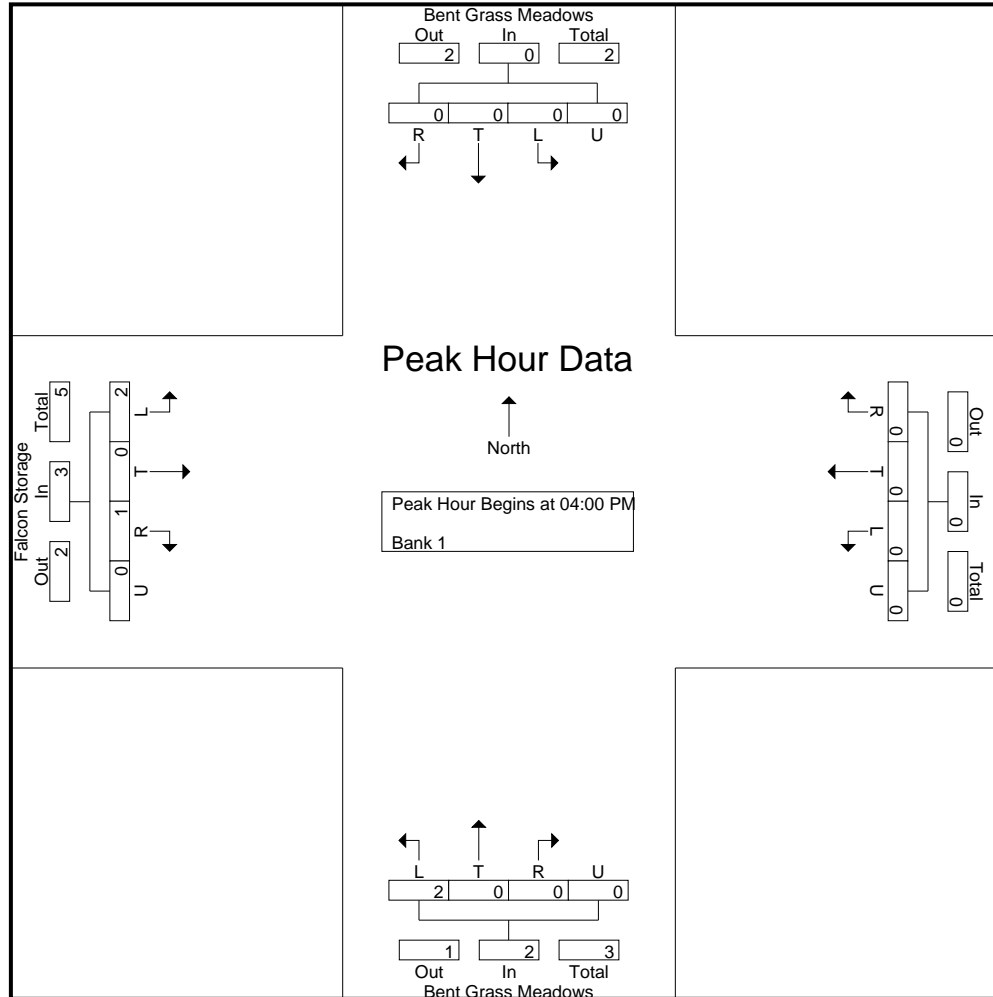 Bent Grass Meadows
Out In Total
2 0 2
0 0 0 0
R T L U
Peak Hour Data
North
Peak Hour Begins at 04:00 PM
Bank 1
Falcon Storage
Out In Total
2 3 5
0 1 0 2
U R T L
Out In Total
0 0 0
0 0 0 0
R T L U
L T R U
2 0 0 0
1 2 3
Out In Total
Bent Grass Meadows